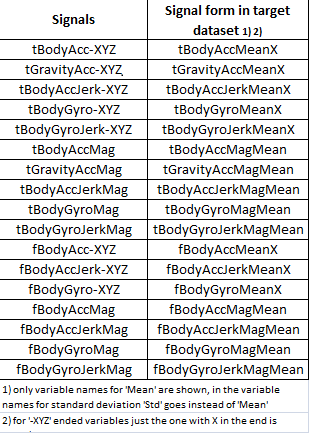 Signals Signal form in target
dataset 1) 2)
tBodyAcc-XYZ tBodyAccMeanX
tGravityAcc-XYZ tGravityAccMeanX
tBodyAccJerk-XYZ tBodyAccJerkMeanX
tBodyGyro-XYZ tBodyGyroMeanX
tBodyGyroJerk-XYZ tBodyGyroJerkMeanX
tBodyAccMag tBodyAccMagMean
tGravityAccMag tGravityAccMagMean
tBodyAccJerkMag tBodyAccJerkMagMean
tBodyGyroMag tBodyGyroMagMean
tBodyGyroJerkMag tBodyGyroJerkMagMean
fBodyAcc-XYZ fBodyAccMeanX
fBodyAccJerk-XYZ fBodyAccJerkMeanX
fBodyGyro-XYZ fBodyGyroMeanX
fBodyAccMag fBodyAccMagMean
fBodyAccJerkMag fBodyAccJerkMagMean
fBodyGyroMag fBodyGyroMagMean
fBodyGyroJerkMag fBodyGyroJerkMagMean
1) only variable names for 'Mean' are shown, in the variable
names for standard deviation 'Std' goes instead of 'Mean'
2) for '-XYZ' ended variables just the one with X in the end is